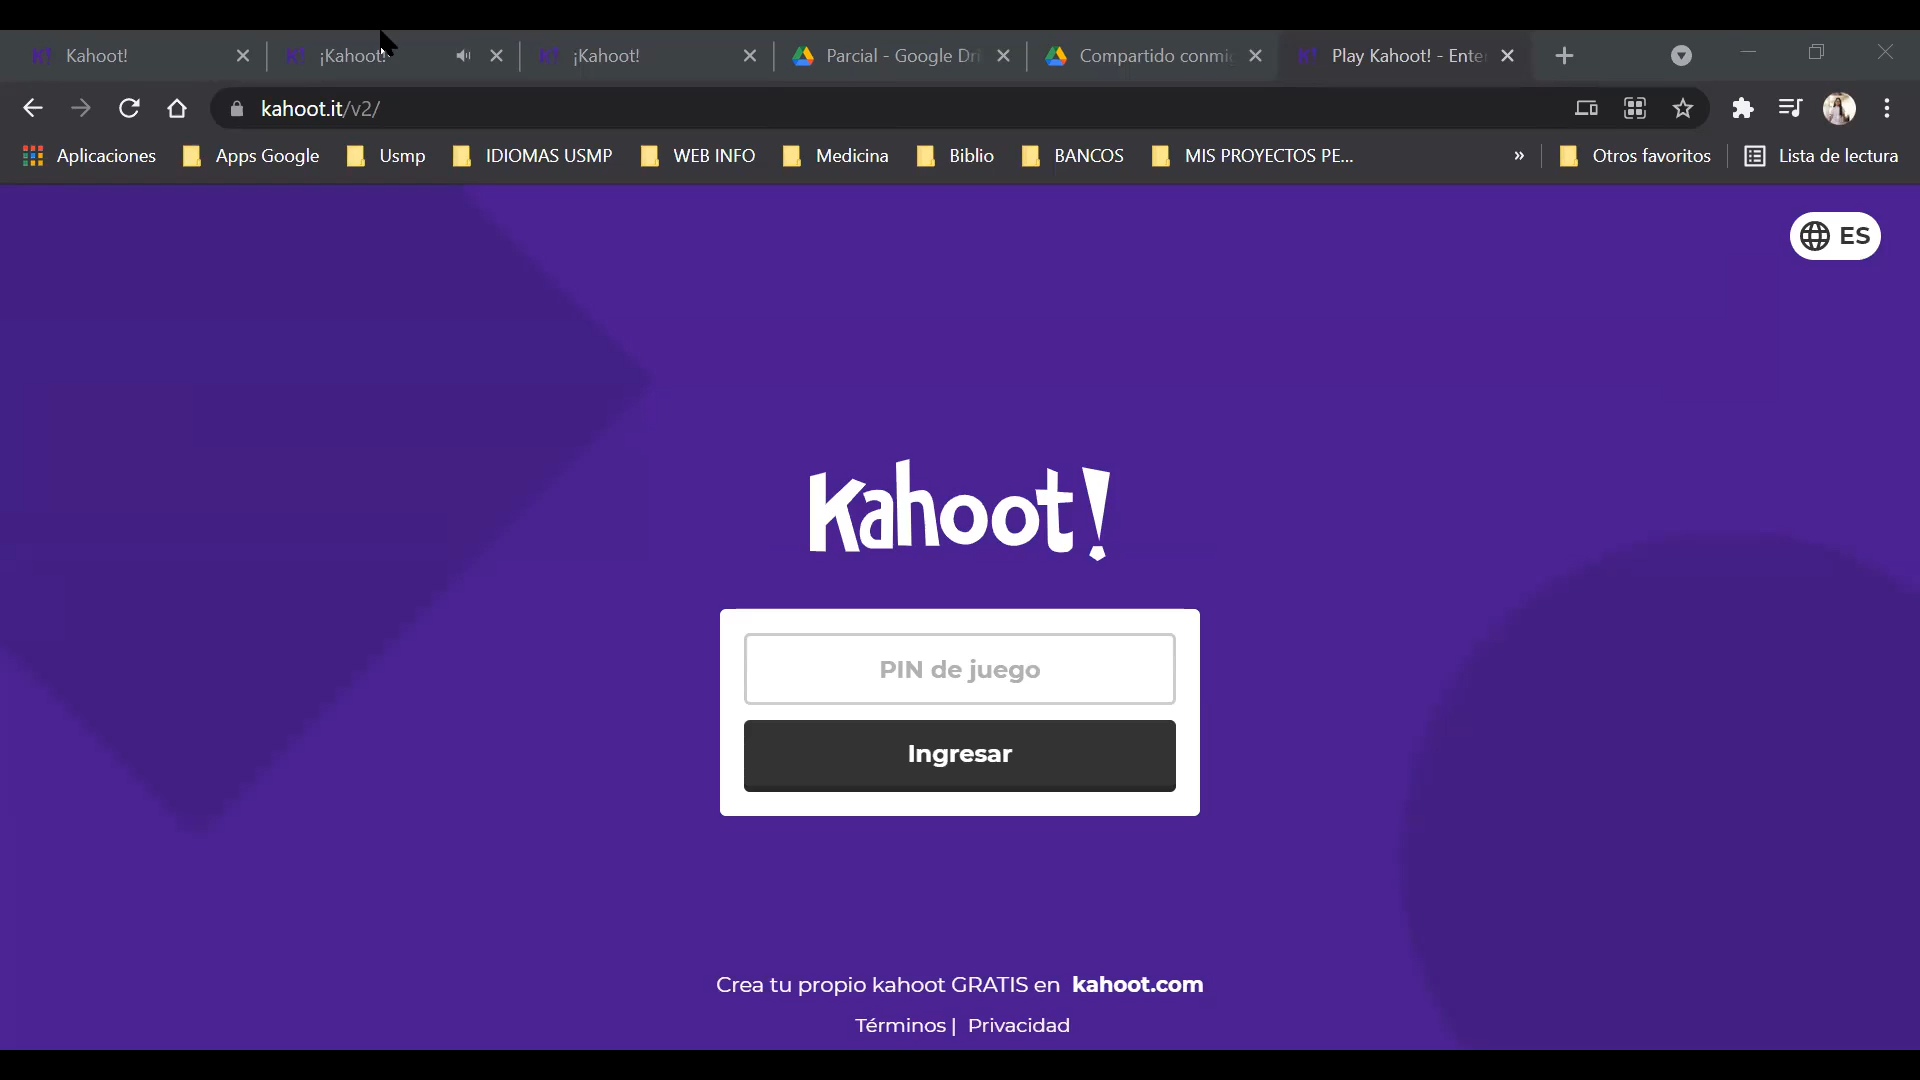 Kahoot!
¡Kahoot!
¡Kahoot!
Parcial - Google Dri
Compartido conmi
Play Kahoot! - Ente
kahoot.it/v2/
Aplicaciones
Apps Google
Usmp
IDIOMAS USMP
WEB INFO
Medicina
Biblio
BANCOS
MIS PROYECTOS PE...
»
Otros favoritos
Lista de lectura
ES
Kahoot!
PIN de juego
Ingresar
Crea tu propio kahoot GRATIS en kahoot.com
Términos | Privacidad